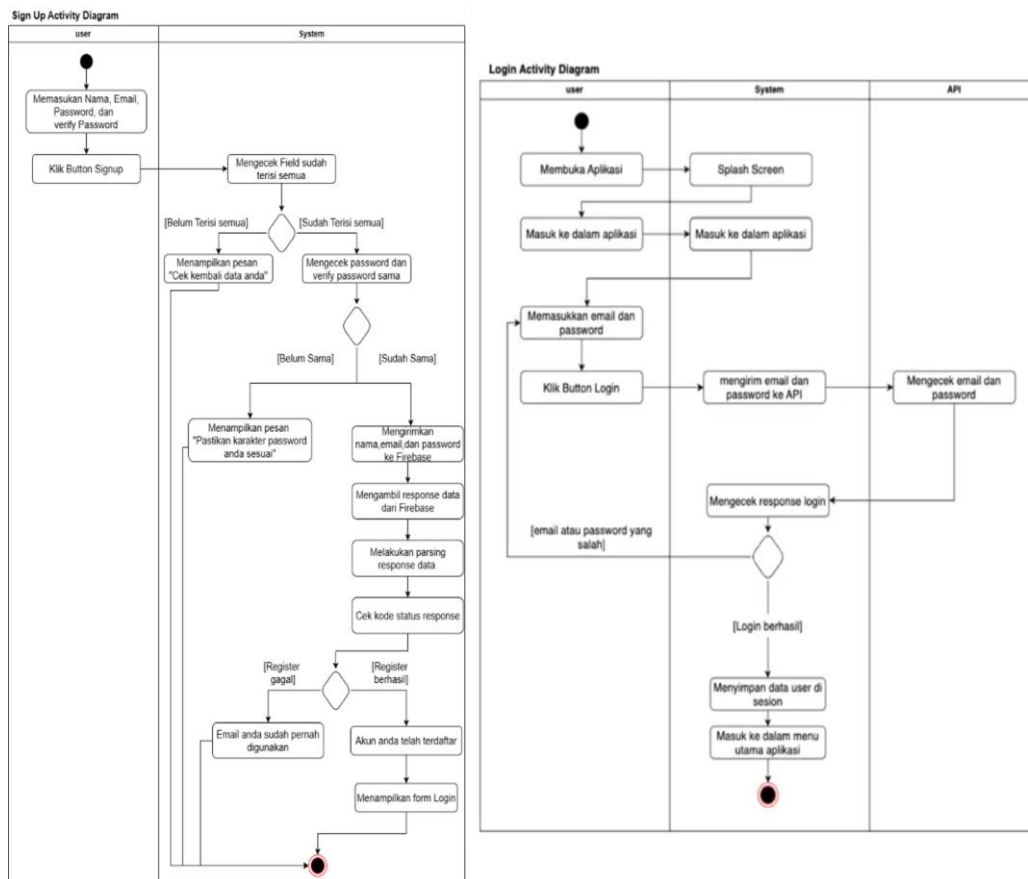 Sign Up Activity Diagram
user
System
Memasukan Nama, Email,
Password, dan
verify Password
Klik Button Signup
Mengecek Field sudah
terisi semua
[Belum Terisi semua]
[Sudah Terisi semua]
Menampilkan pesan
"Cek kembali data anda"
Mengecek password dan
verify password sama
[Belum Sama]
[Sudah Sama]
Menampilkan pesan
"Pastikan karakter password
anda sesuai"
Mengirimkan
nama,email,dan password
ke Firebase
Mengambil response data
dari Firebase
Melakukan parsing
response data
Cek kode status response
[Register
gagal]
[Register
berhasil]
Email anda sudah pernah
digunakan
Akun anda telah terdaftar
Menampilkan form Login
Login Activity Diagram
user
System
API
Membuka Aplikasi
Splash Screen
Masuk ke dalam aplikasi
Masuk ke dalam aplikasi
Memasukkan email dan
password
Klik Button Login
mengirim email dan
password ke API
Mengecek email dan
password
Mengecek response login
[email atau password yang
salah]
[Login berhasil]
Menyimpan data user di
sesion
Masuk ke dalam menu
utama aplikasi